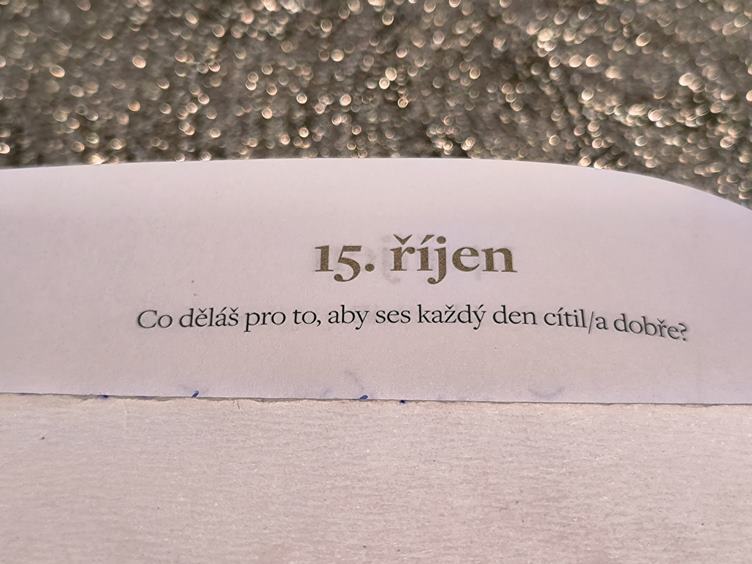 15. říjen
Co děláš pro to, aby ses každý den cítil/a dobře?